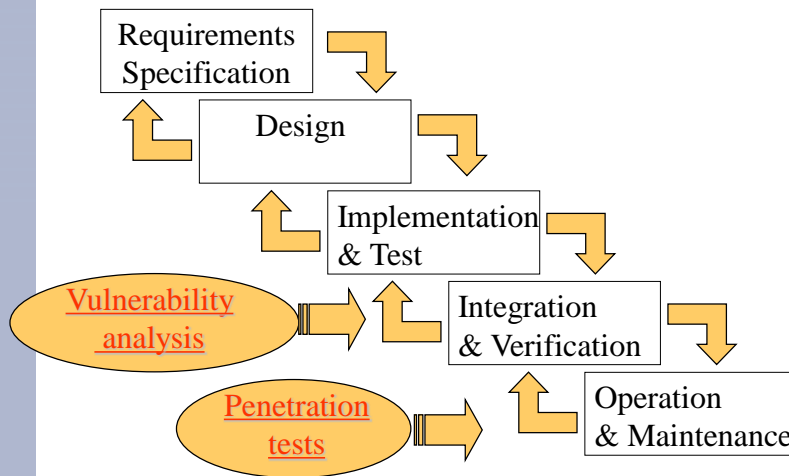 Requirements
Specification
Design
Implementation
& Test
Vulnerability
analysis
Integration
& Verification
Penetration
tests
Operation
& Maintenance